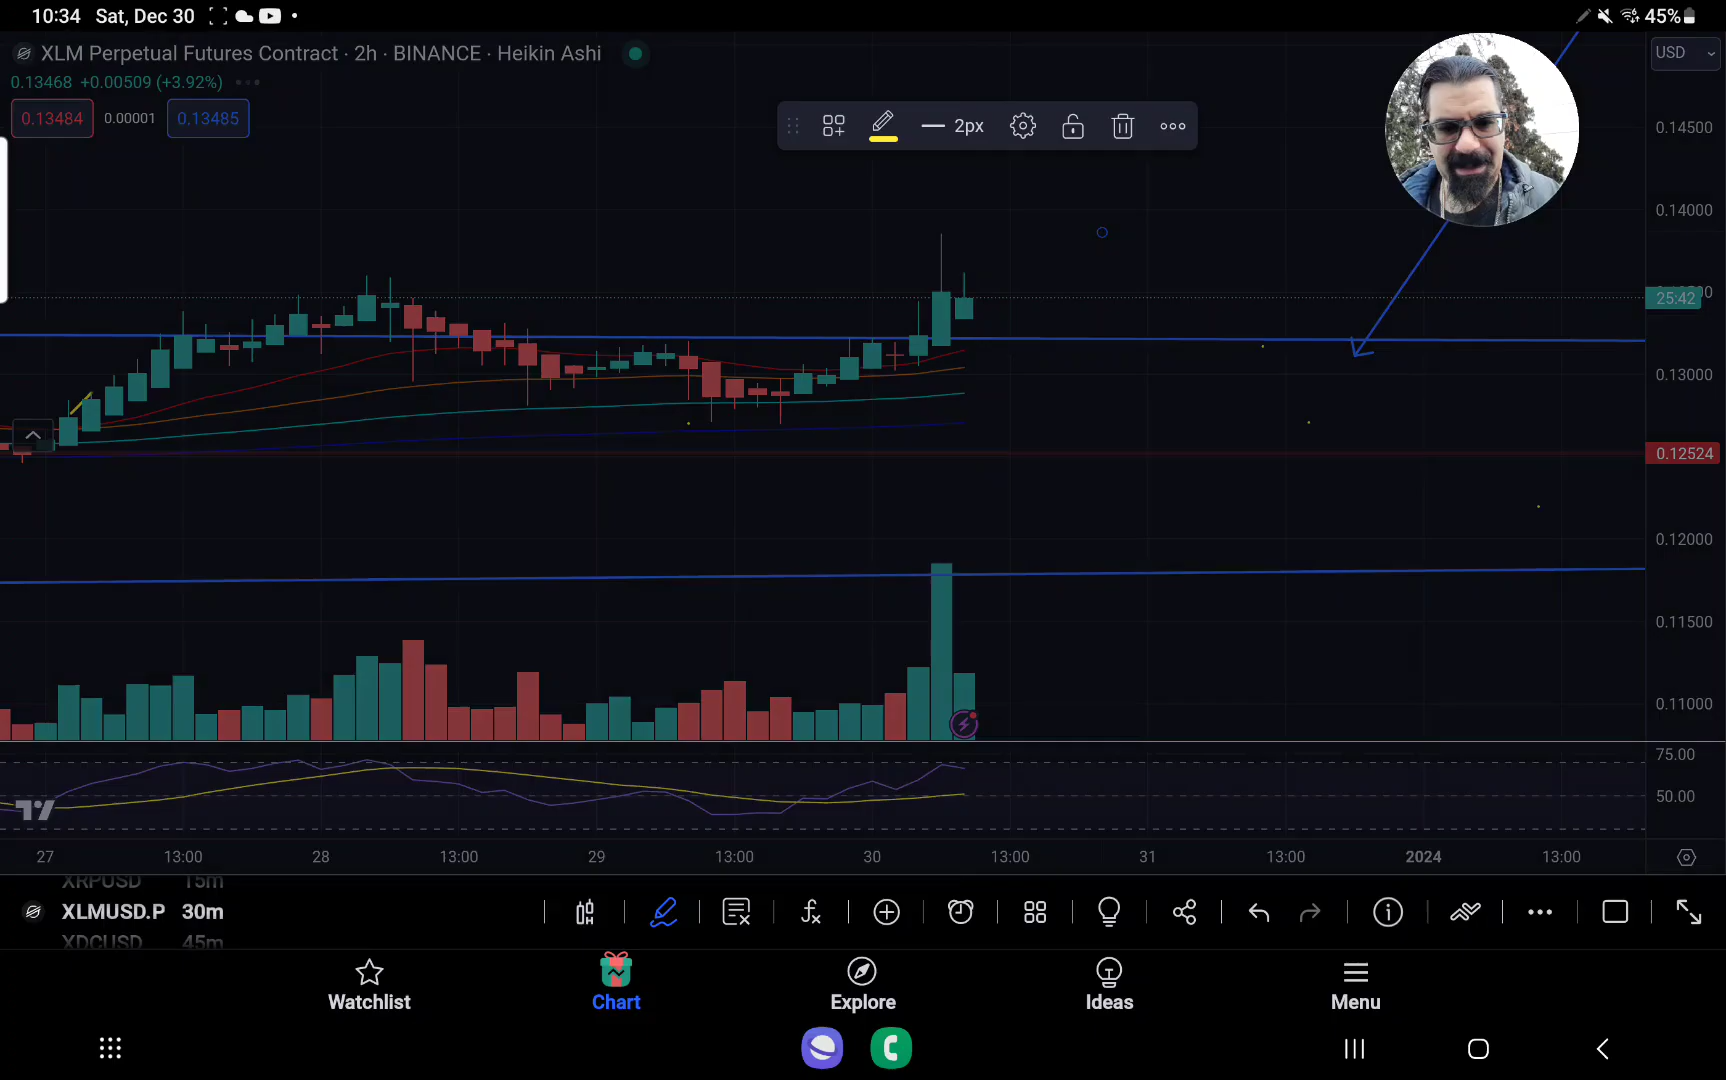 10:34 Sat, Dec 30
45%
XLM Perpetual Futures Contract · 2h · BINANCE · Heikin Ashi
USD
0.13468 +0.00509 (+3.92%)
0.13484 0.00001 0.13485
2px
0.14500
0.14000
25:42
0.13000
0.12524
0.12000
0.11500
0.11000
75.00
50.00
27 13:00 28 13:00 29 13:00 30 13:00 31 13:00 2024 13:00
XRPUSD 15m
XLMUSD.P 30m
XDCUSD 45m
Watchlist Chart Explore Ideas Menu